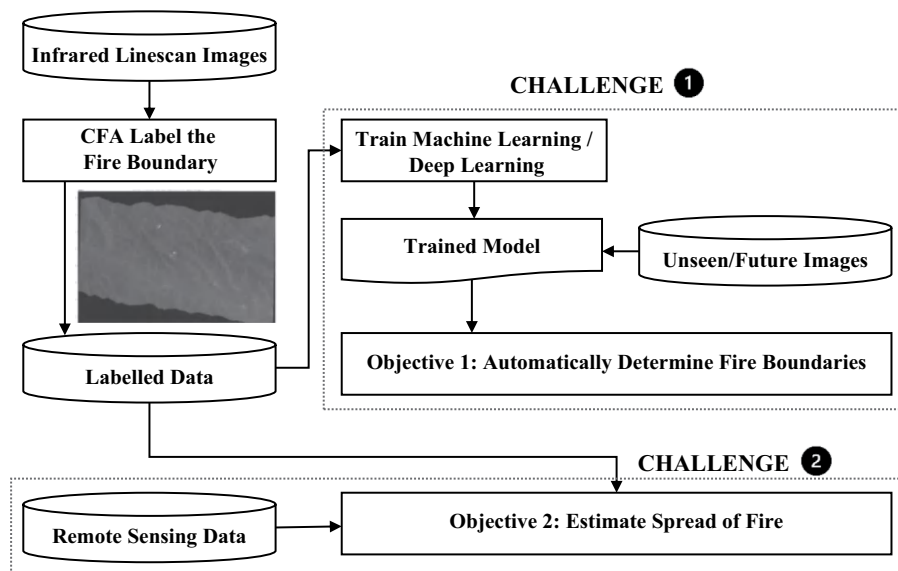 Infrared Linescan Images
CFA Label the
Fire Boundary
Labelled Data
CHALLENGE 1
Train Machine Learning /
Deep Learning
Trained Model
Unseen/Future Images
Objective 1: Automatically Determine Fire Boundaries
CHALLENGE 2
Remote Sensing Data
Objective 2: Estimate Spread of Fire